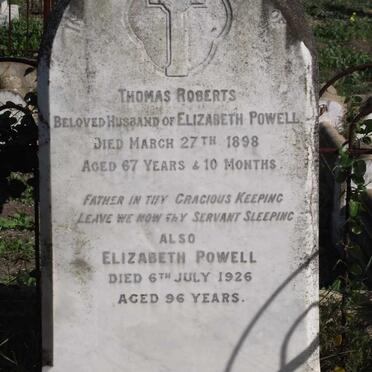 THOMAS ROBERTS
BELOVED HUSBAND OF ELIZABETH POWELL
DIED MARCH 27TH 1898
AGED 67 YEARS & 10 MONTHS
FATHER IN THY GRACIOUS KEEPING
LEAVE WE NOW THY SERVANT SLEEPING
ALSO
ELIZABETH POWELL
DIED 6TH JULY 1926
AGED 96 YEARS.